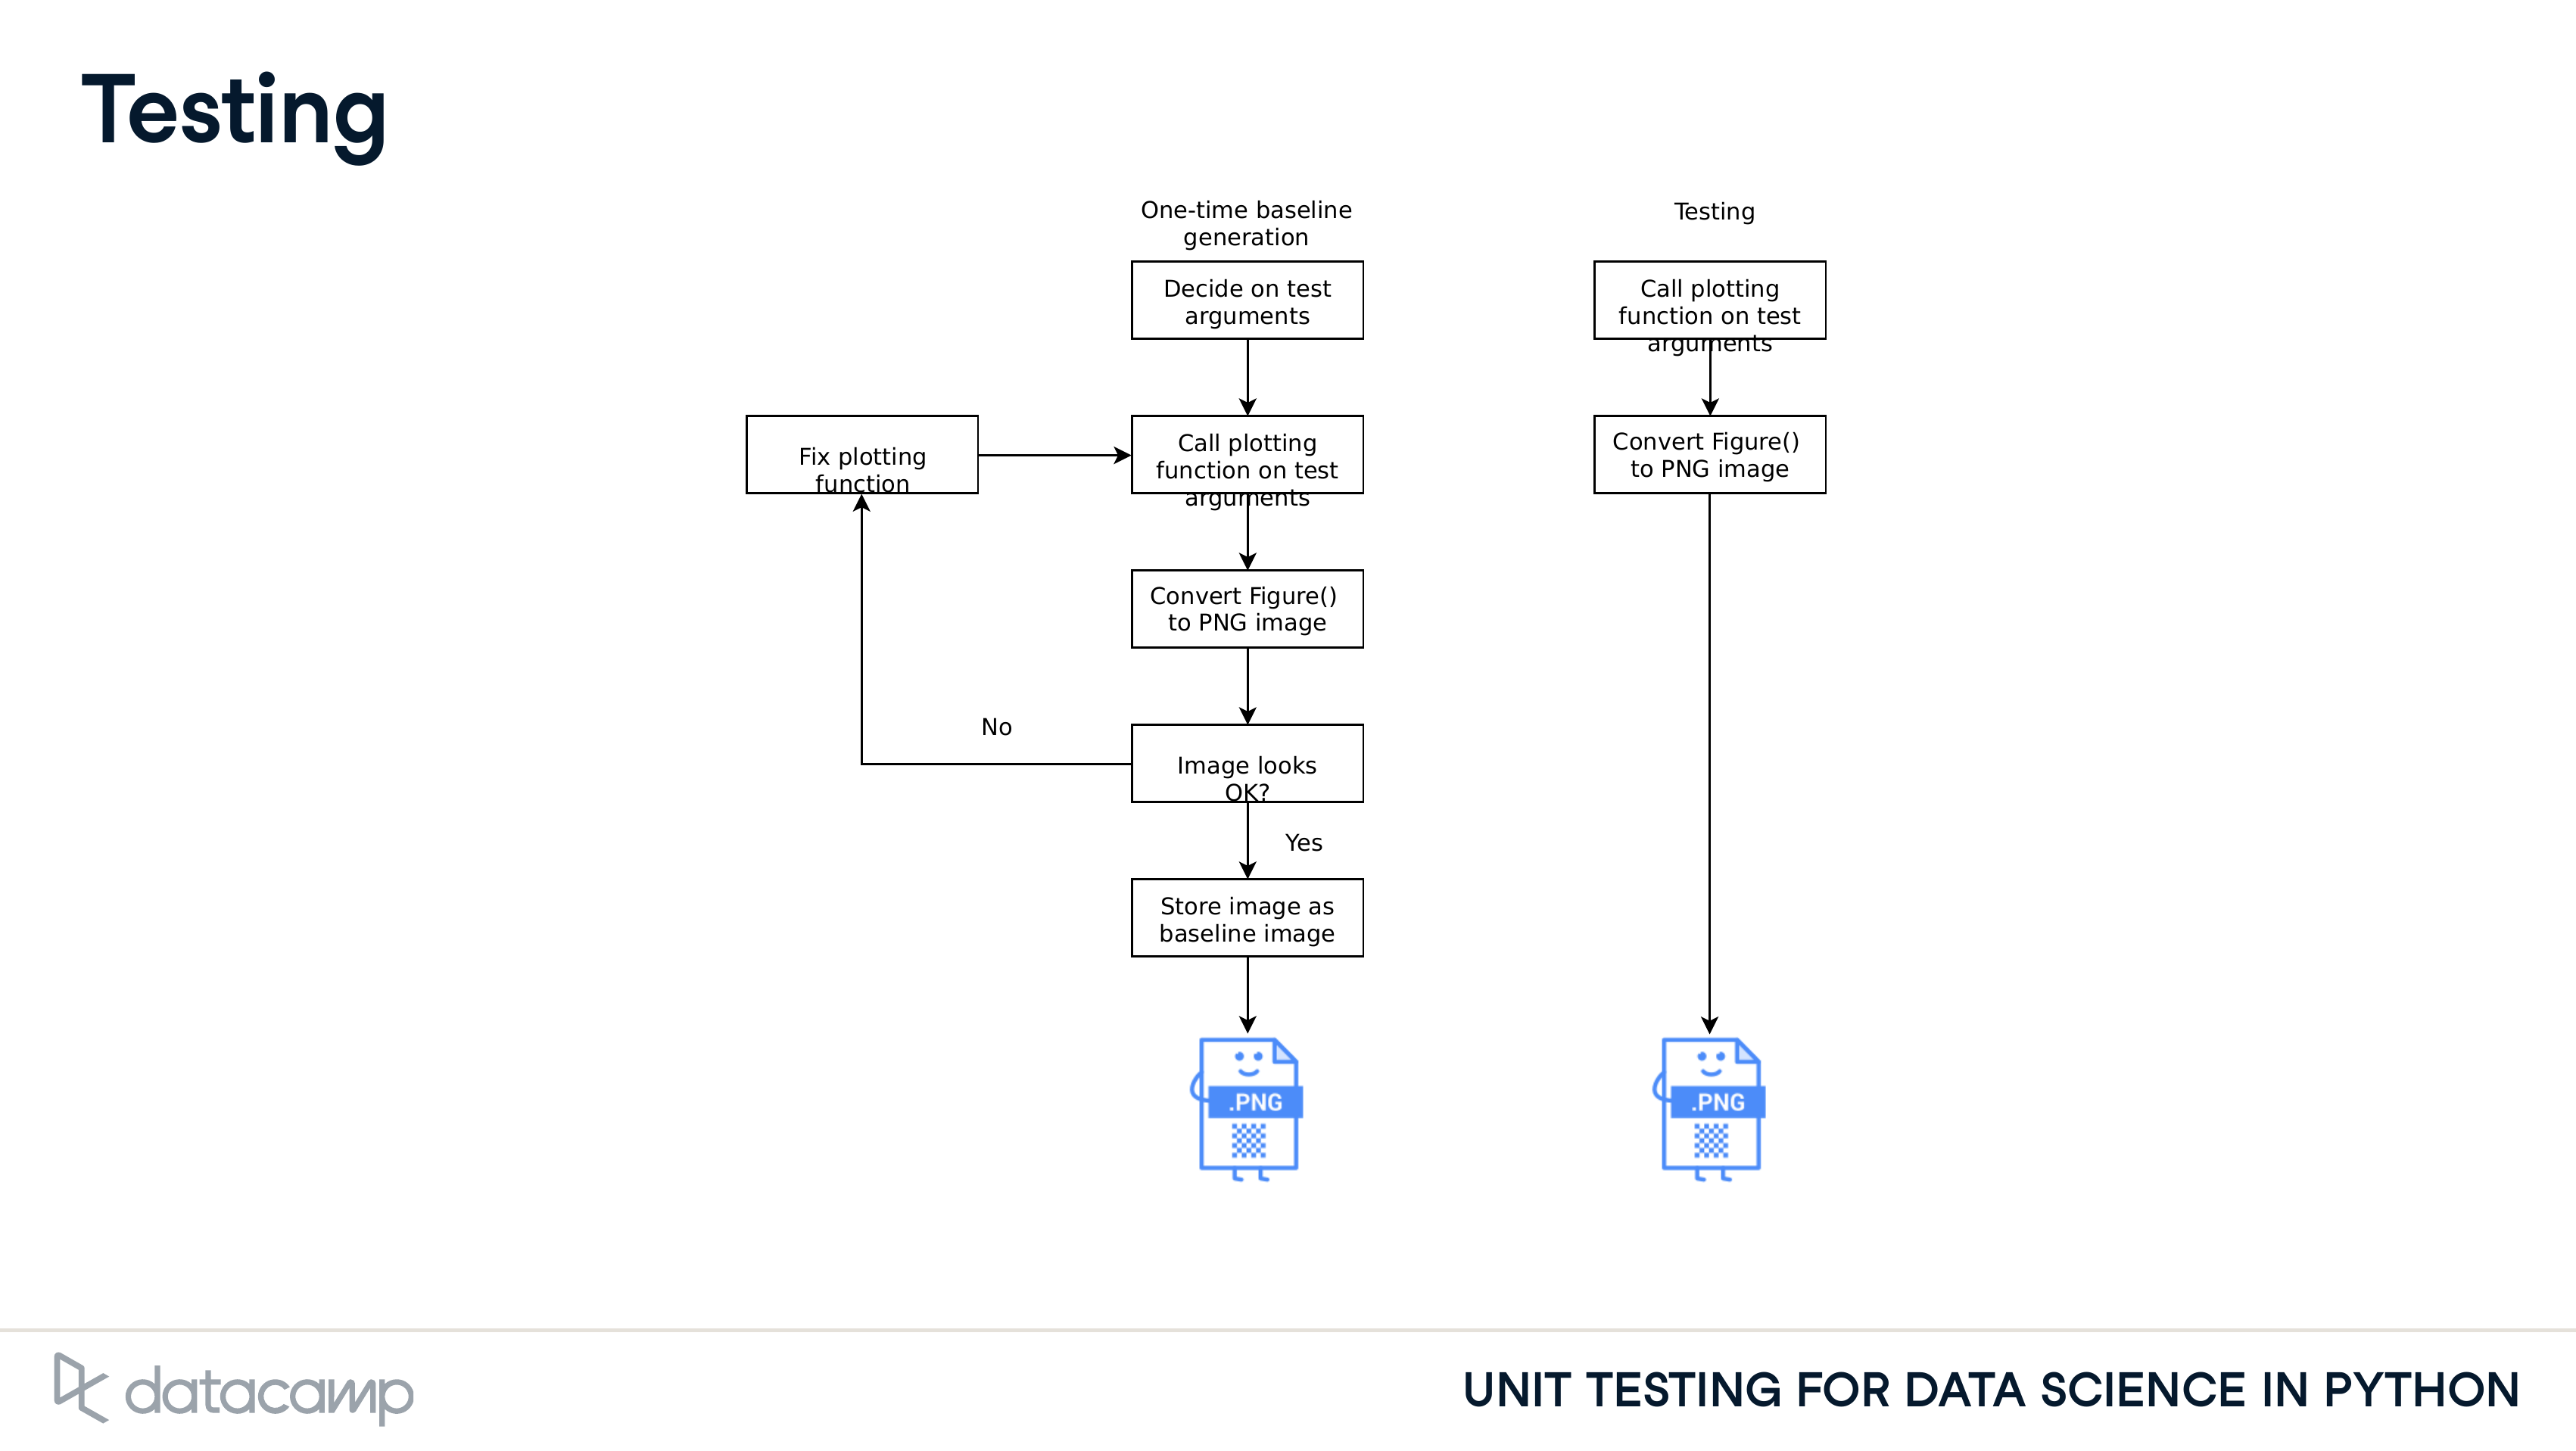 Testing
One-time baseline
generation
Decide on test
arguments
Fix plotting
function
Call plotting
function on test
arguments
Convert Figure()
to PNG image
No
Image looks
OK?
Yes
Store image as
baseline image
.PNG
Testing
Call plotting
function on test
arguments
Convert Figure()
to PNG image
.PNG
datacamp
UNIT TESTING FOR DATA SCIENCE IN PYTHON